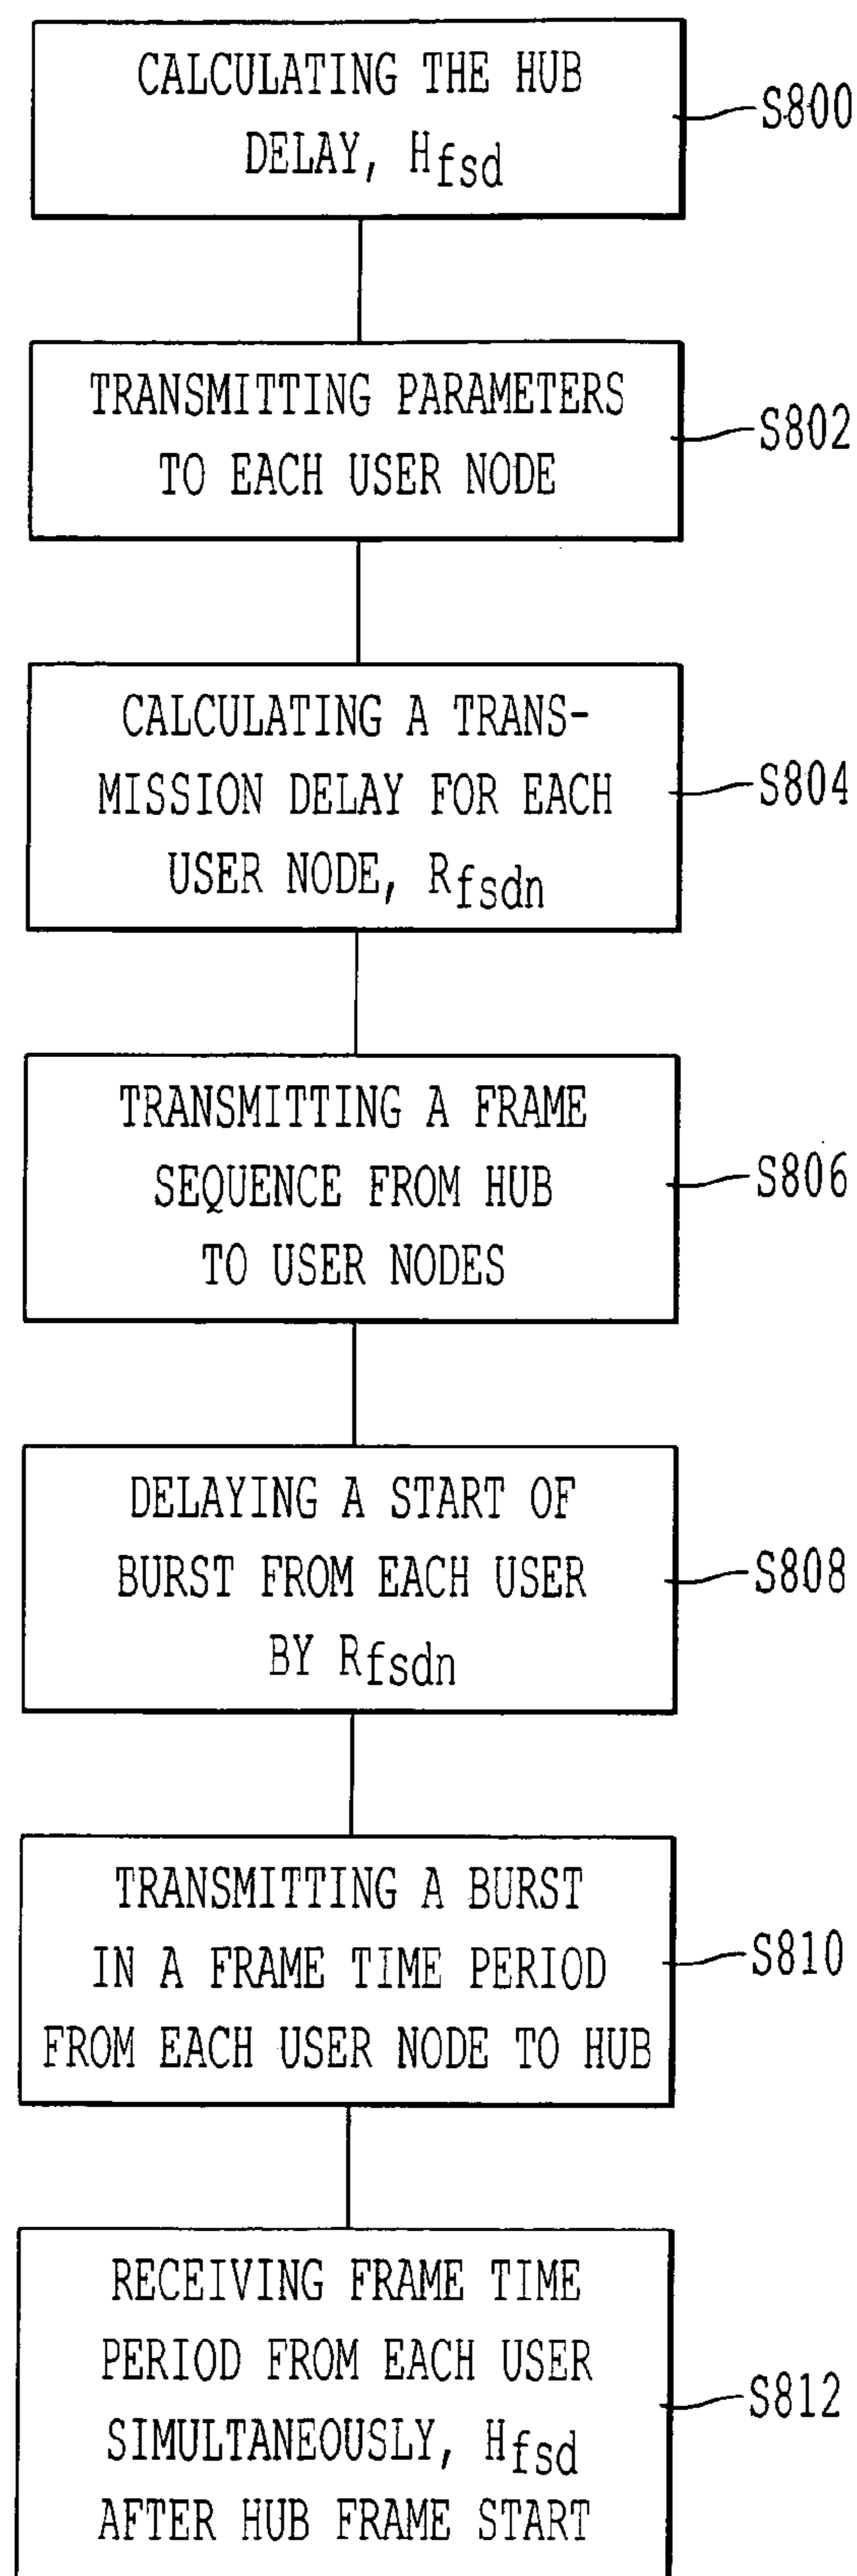 CALCULATING THE HUB
DELAY, Hfsd
S800
TRANSMITTING PARAMETERS
TO EACH USER NODE
S802
CALCULATING A TRANS-
MISSION DELAY FOR EACH
USER NODE, Rfsdn
S804
TRANSMITTING A FRAME
SEQUENCE FROM HUB
TO USER NODES
S806
DELAYING A START OF
BURST FROM EACH USER
BY Rfsdn
S808
TRANSMITTING A BURST
IN A FRAME TIME PERIOD
FROM EACH USER NODE TO HUB
S810
RECEIVING FRAME TIME
PERIOD FROM EACH USER
SIMULTANEOUSLY, Hfsd
AFTER HUB FRAME START
S812